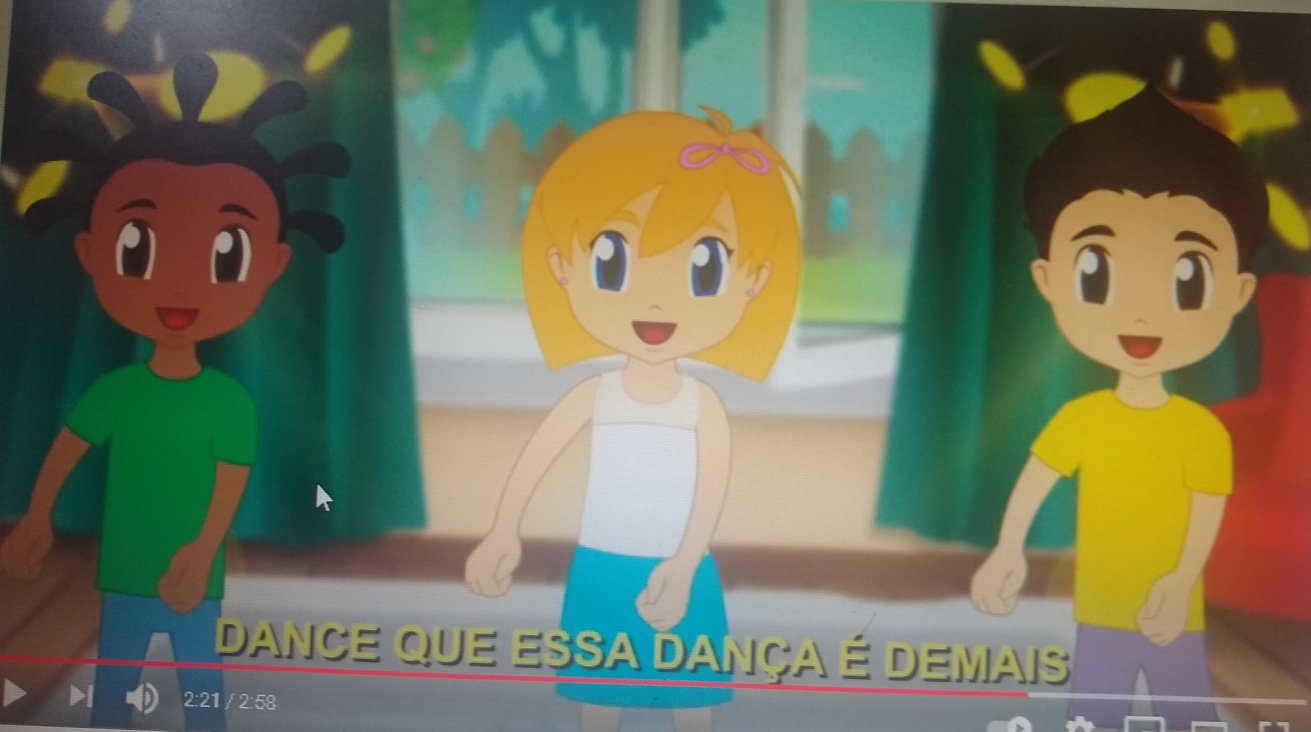 DANCE QUE ESSA DANÇA É DEMAIS
2:21 / 2:58